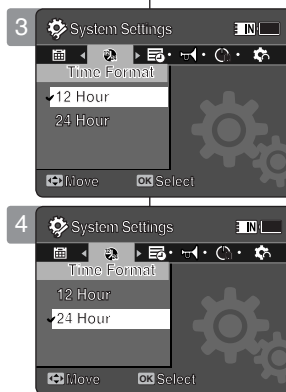 3
System Settings
IN
Time Format
12 Hour
24 Hour
Move OK Select
4
System Settings
IN
Time Format
12 Hour
24 Hour
Move OK Select